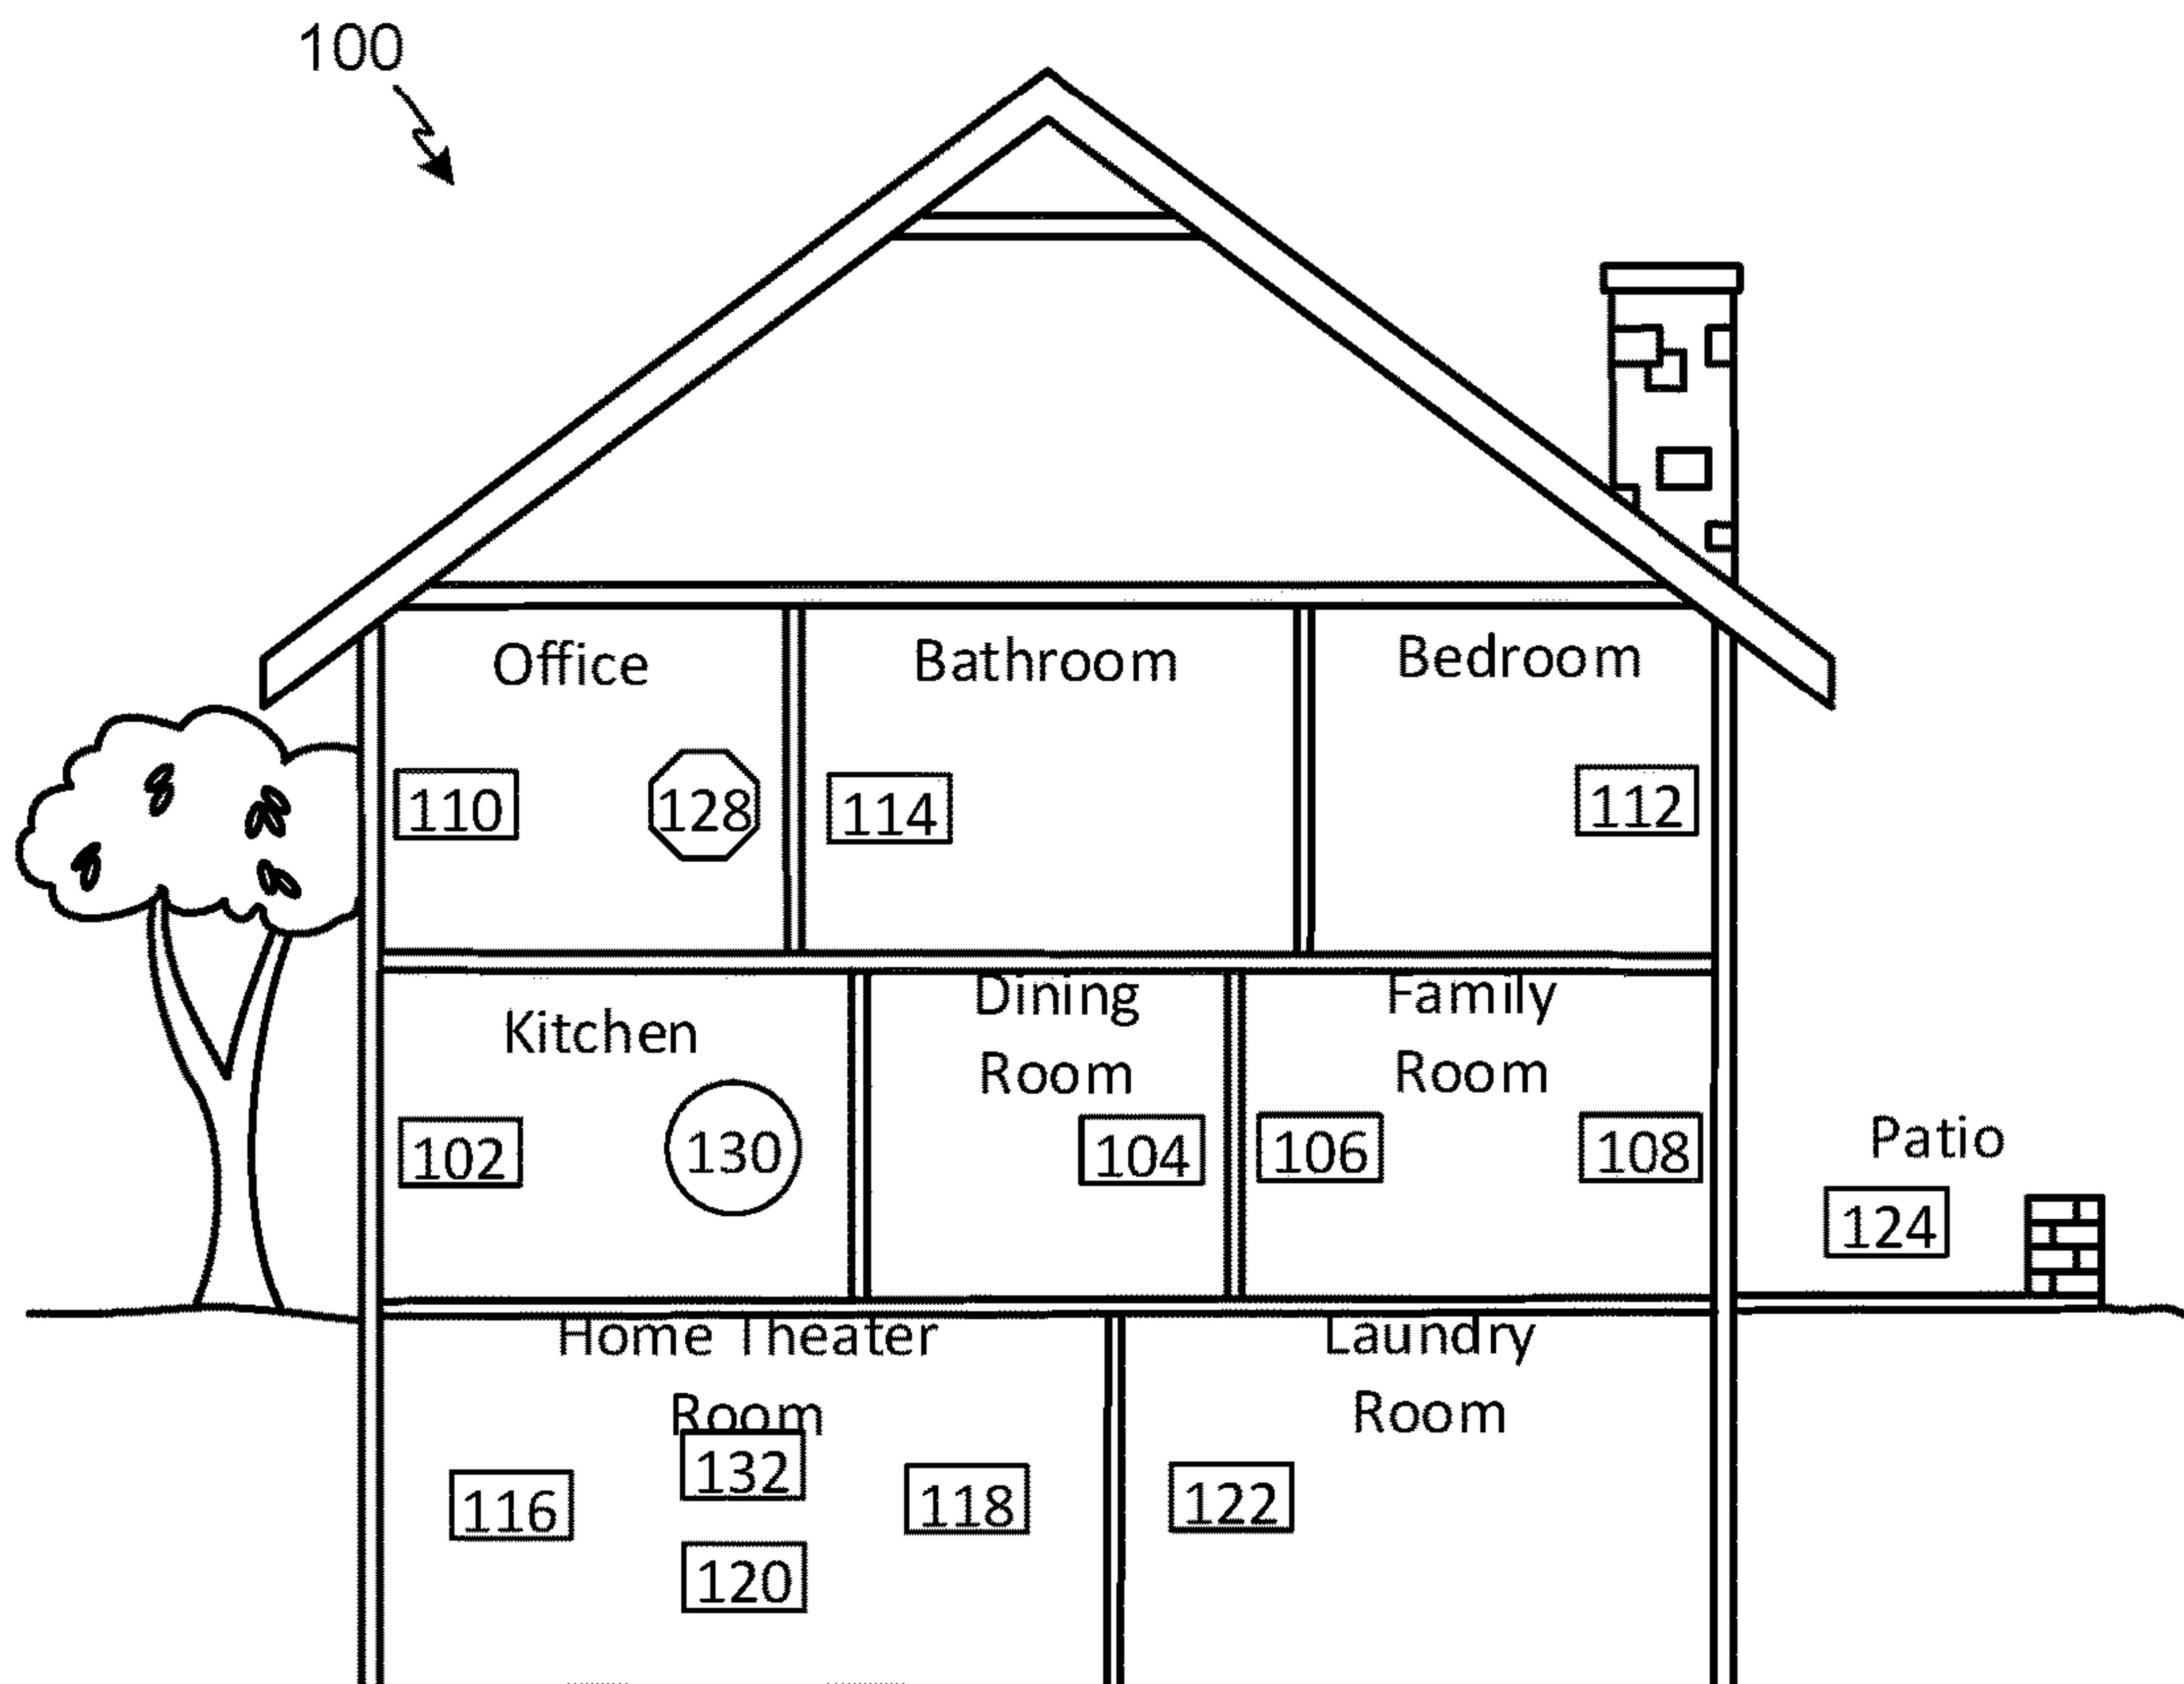 100
Office
Bathroom
Bedroom
110
128
114
112
Kitchen
Dining
Room
Family
Room
102
130
104
106
108
Patio
124
Home Theater
Room
Laundry
Room
116
132
118
120
122